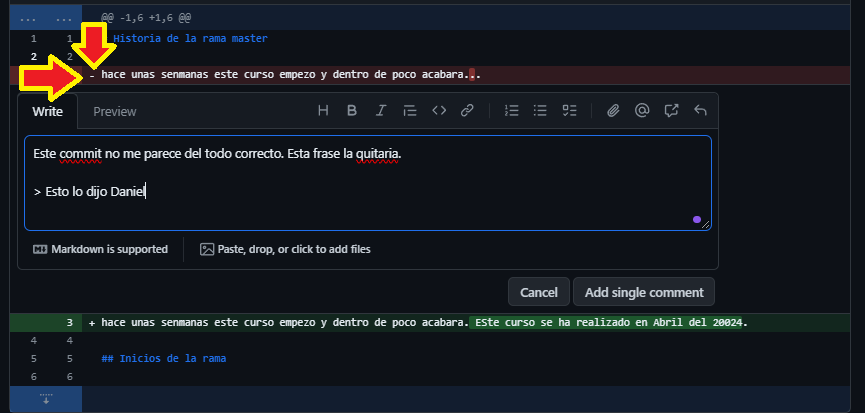 ... ... @@ -1,6 +1,6 @@
1 1 Historia de la rama master
2 2
- hace unas senmanas este curso empezo y dentro de poco acabara...
Write Preview
Este commit no me parece del todo correcto. Esta frase la quitaria.
> Esto lo dijo Daniel
Markdown is supported Paste, drop, or click to add files
Cancel Add single comment
3 + hace unas senmanas este curso empezo y dentro de poco acabara. ESte curso se ha realizado en Abril del 20024.
4 4
5 5 ## Inicios de la rama
6 6